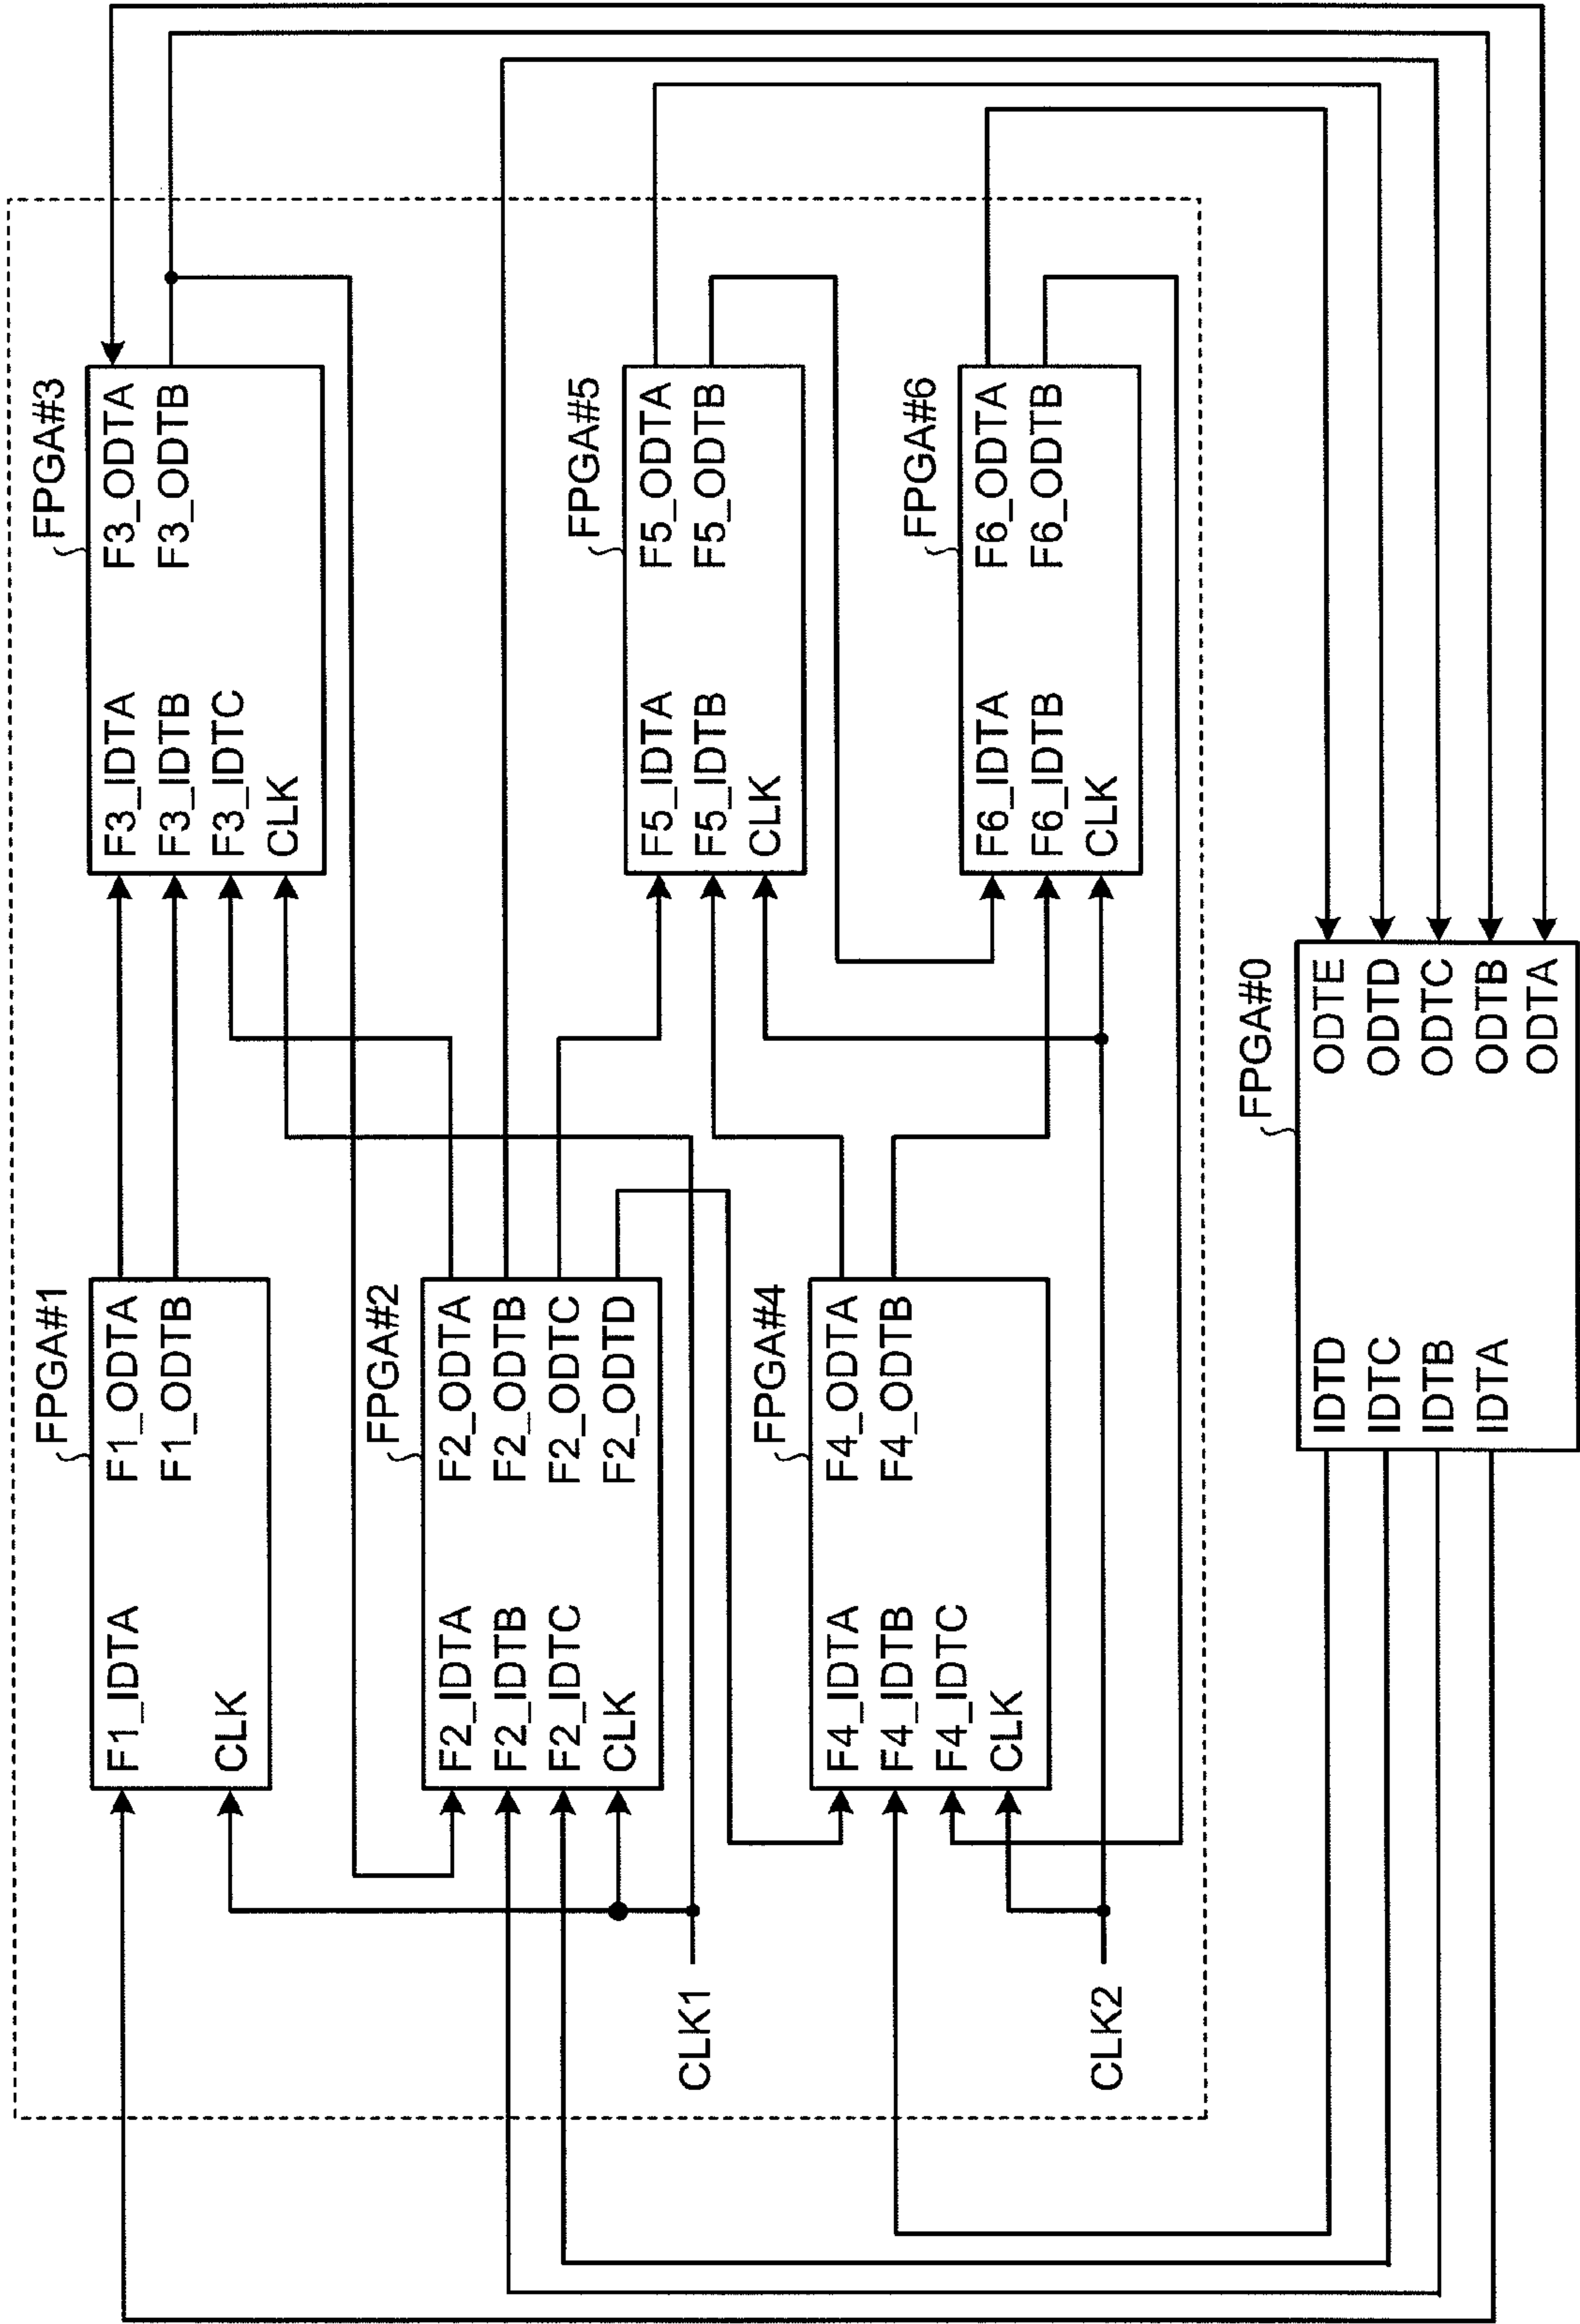 FPGA#1
F1_IDTA
F1_ODTA
F1_ODTB
CLK
FPGA#3
F3_IDTA
F3_ODTA
F3_IDTB
F3_ODTB
F3_IDTC
CLK
FPGA#2
F2_IDTA
F2_ODTA
F2_IDTB
F2_ODTB
F2_IDTC
F2_ODTC
CLK
F2_ODTD
FPGA#5
F5_IDTA
F5_ODTA
F5_IDTB
F5_ODTB
CLK
CLK1
FPGA#4
F4_IDTA
F4_ODTA
F4_IDTB
F4_ODTB
F4_IDTC
CLK
FPGA#6
F6_IDTA
F6_ODTA
F6_IDTB
F6_ODTB
CLK
CLK2
FPGA#0
IDTD
ODTE
IDTC
ODTD
IDTB
ODTC
IDTA
ODTB
ODTA